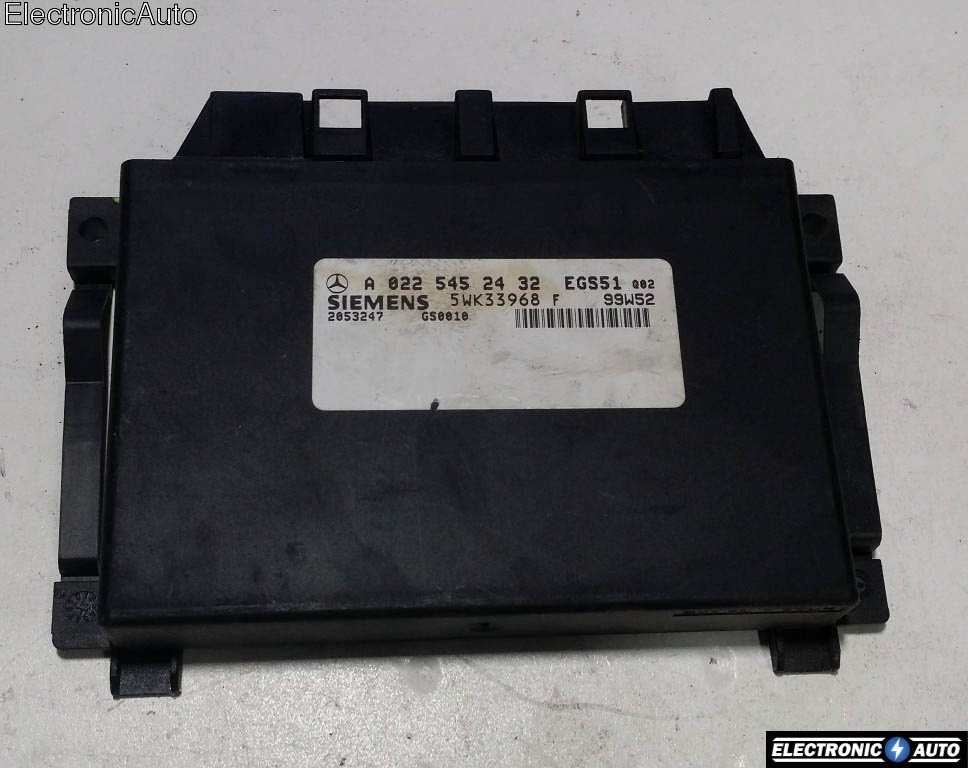 ElectronicAuto
A 022 545 24 32 EGS51 Q02
SIEMENS 5WK33968 F 99W52
2053247 GS0010
ELECTRONIC AUTO